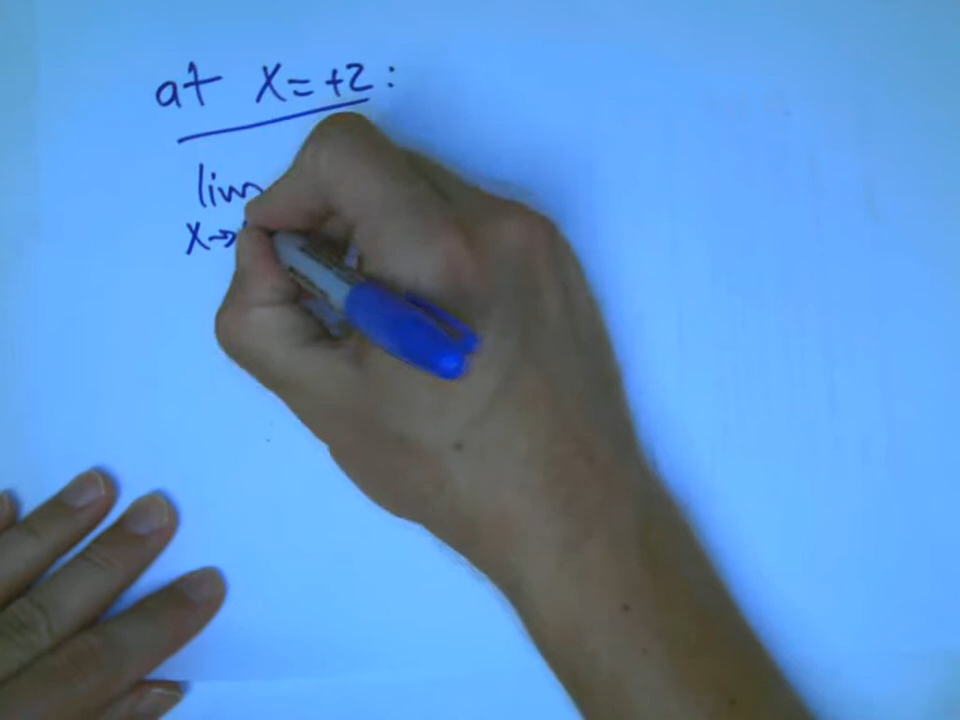 at x=+2:
lim
x→